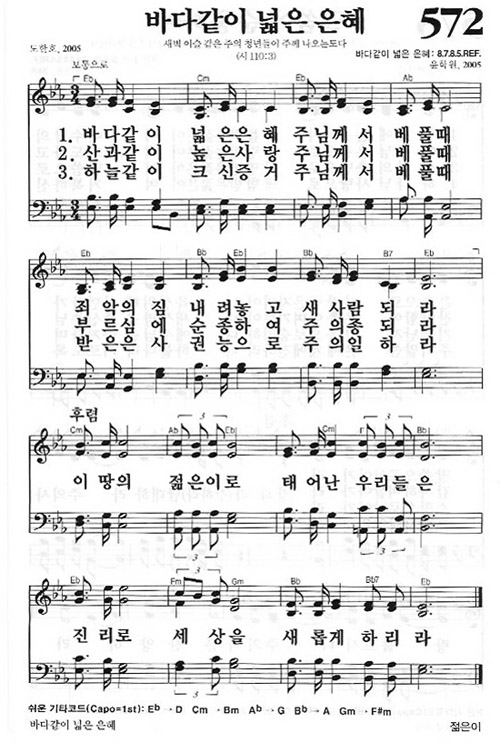 바다같이 넓은 은혜 572
새벽 이슬 같은 주의 청년들이 주께 나오는도다
(시 110:3)
도한호, 2005
바다같이 넓은 은혜: 8.7.8.5.REF.
윤학원, 2005
보통으로
Eb Cm Eb Ab
1. 바 다 같 이 넓 은 은 혜 주 님 께 서 베 풀 때
2. 산 과 같 이 높 은 사 랑 주 님 께 서 베 풀 때
3. 하 늘 같 이 크 신 증 거 주 님 께 서 베 풀 때
Eb Bb Eb Bb B7 Eb
죄 악 의 짐 내 려 놓 고 새 사 람 되 라
부 르 심 에 순 종 하 여 주 의 종 되 라
받 은 은 사 권 능 으 로 주 의 일 하 라
후렴
Cm Ab Eb Cm Eb Bb
이 땅 의 젊 은 이 로 태 어 난 우 리 들 은
Eb Fm Gm Bb Bb7 Eb
진 리 로 세 상 을 새 롭 게 하 리 라
쉬운 기타코드(Capo=1st): Eb → D Cm → Bm Ab → G Bb → A Gm → F#m
바다같이 넓은 은혜 젊은이